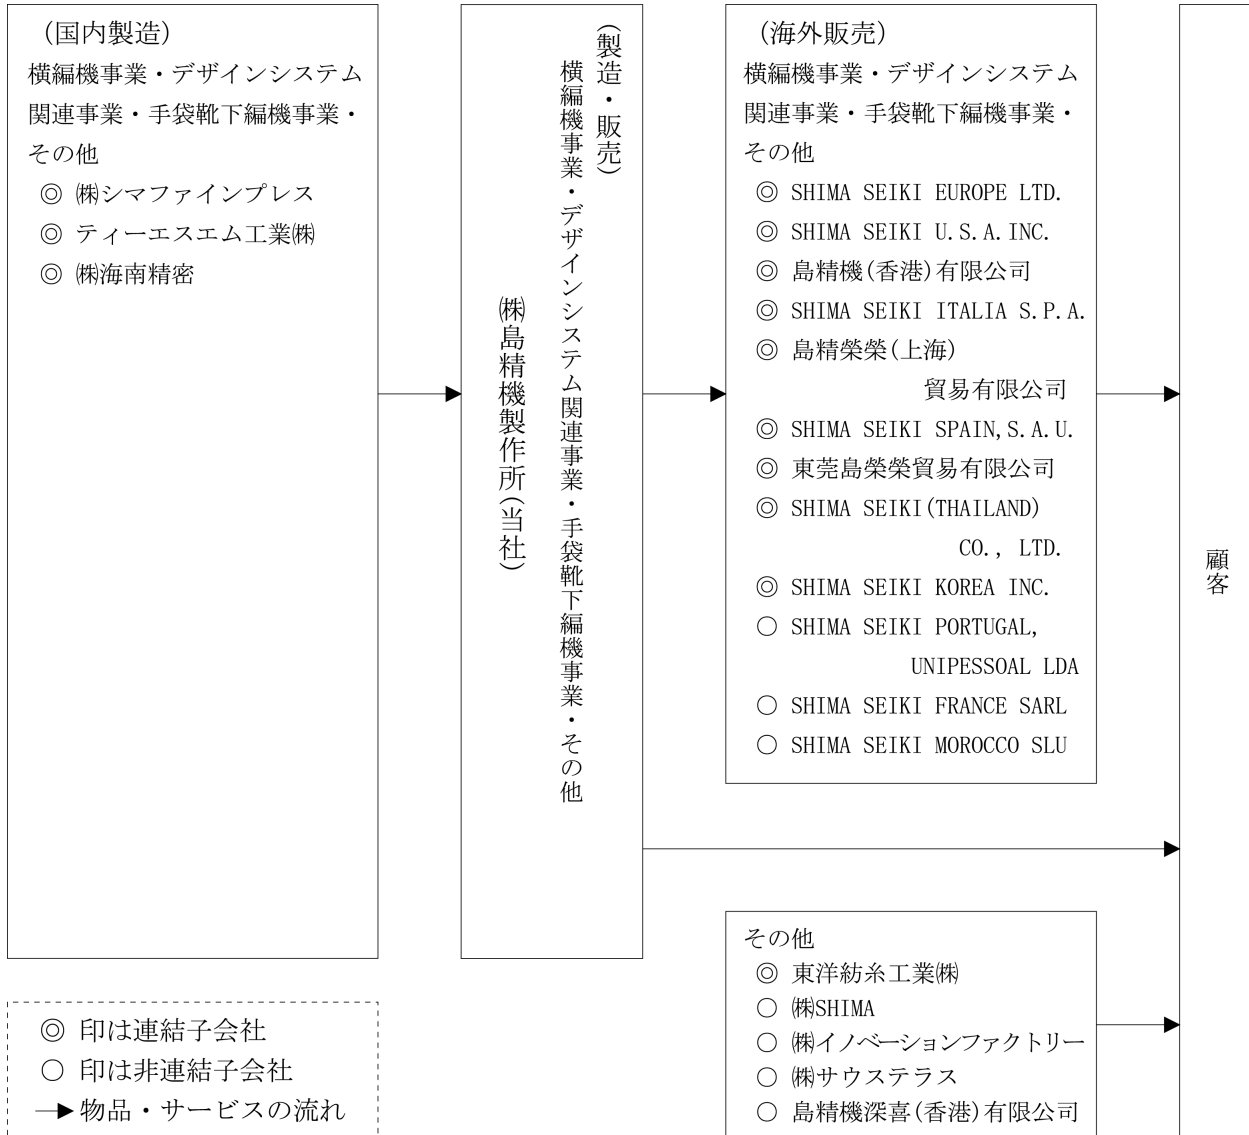 (国内製造)
横編機事業・デザインシステム
関連事業・手袋靴下編機事業・
その他
◎ ㈱シマファインプレス
◎ ティーエスエム工業㈱
◎ ㈱海南精密
(製造・販売)
横編機事業・デザインシステム関連事業・手袋靴下編機事業・その他
㈱島精機製作所(当社)
(海外販売)
横編機事業・デザインシステム
関連事業・手袋靴下編機事業・
その他
◎ SHIMA SEIKI EUROPE LTD.
◎ SHIMA SEIKI U.S.A.INC.
◎ 島精機(香港)有限公司
◎ SHIMA SEIKI ITALIA S.P.A.
◎ 島精榮榮(上海)
貿易有限公司
◎ SHIMA SEIKI SPAIN,S.A.U.
◎ 東莞島榮榮貿易有限公司
◎ SHIMA SEIKI(THAILAND)
CO., LTD.
◎ SHIMA SEIKI KOREA INC.
○ SHIMA SEIKI PORTUGAL,
UNIPESSOAL LDA
○ SHIMA SEIKI FRANCE SARL
○ SHIMA SEIKI MOROCCO SLU
顧客
その他
◎ 東洋紡糸工業㈱
○ ㈱SHIMA
○ ㈱イノベーションファクトリー
○ ㈱サウステラス
○ 島精機深喜(香港)有限公司
◎ 印は連結子会社
○ 印は非連結子会社
→ 物品・サービスの流れ